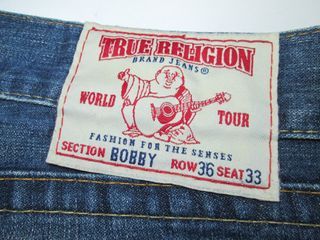 TRUE RELIGION
BRAND JEANS®
WORLD TOUR
FASHION FOR THE SENSES
SECTION BOBBY ROW 36 SEAT 33